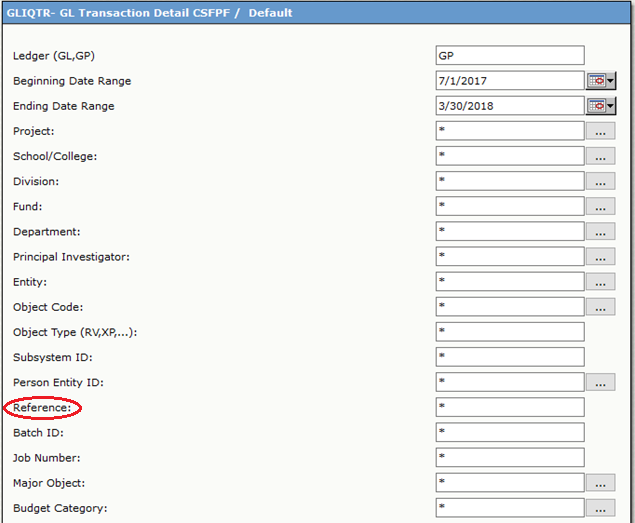 GLIQTR- GL Transaction Detail CSFPF / Default
Ledger (GL,GP) GP
Beginning Date Range 7/1/2017
Ending Date Range 3/30/2018
Project: * ...
School/College: * ...
Division: * ...
Fund: * ...
Department: * ...
Principal Investigator: * ...
Entity: * ...
Object Code: * ...
Object Type (RV,XP,...): *
Subsystem ID: *
Person Entity ID: * ...
Reference: *
Batch ID: *
Job Number: *
Major Object: * ...
Budget Category: * ...